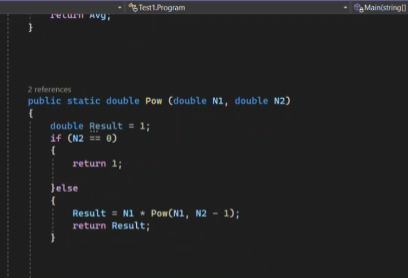 Test1.Program
Main(string[]
return Avg;
}
2 references
public static double Pow (double N1, double N2)
{
double Result = 1;
if (N2 == 0)
{
return 1;
}else
{
Result = N1 * Pow(N1, N2 - 1);
return Result;
}